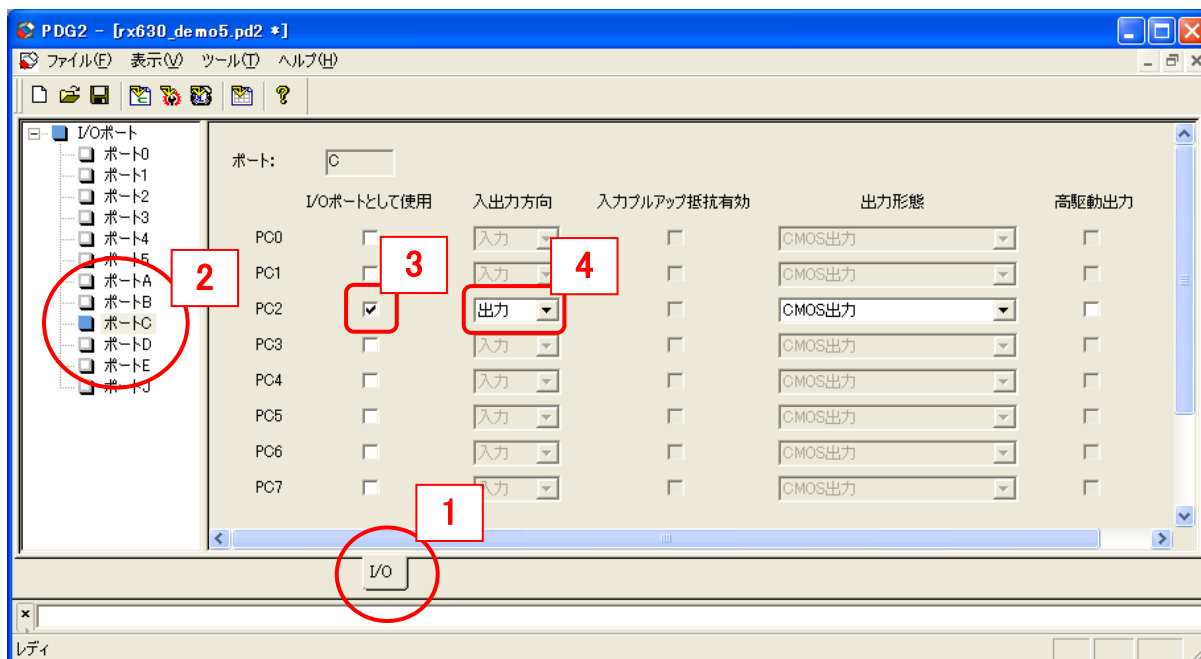 PDG2 - [rx630_demo5.pd2 *]
ファイル(F) 表示(V) ツール(T) ヘルプ(H)
I/Oポート
ポート0
ポート1
ポート2
ポート3
ポート4
ポート5
ポートA
ポートB
ポートC
ポートD
ポートE
ポートJ
2
ポート: C
I/Oポートとして使用 入出力方向 入力プルアップ抵抗有効 出力形態 高駆動出力
PC0 入力 CMOS出力
3 4
PC1 入力 CMOS出力
PC2 出力 CMOS出力
PC3 入力 CMOS出力
PC4 入力 CMOS出力
PC5 入力 CMOS出力
PC6 入力 CMOS出力
PC7 入力 CMOS出力
1
I/O
レディ